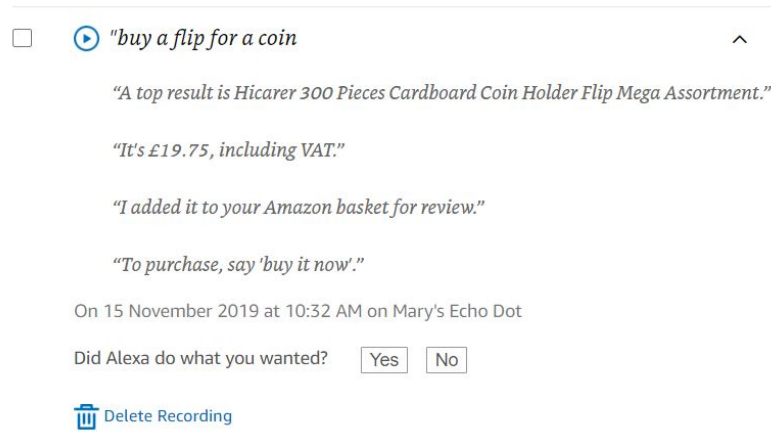 "buy a flip for a coin
“A top result is Hicarer 300 Pieces Cardboard Coin Holder Flip Mega Assortment.”
“It's £19.75, including VAT.”
“I added it to your Amazon basket for review.”
“To purchase, say 'buy it now'.”
On 15 November 2019 at 10:32 AM on Mary's Echo Dot
Did Alexa do what you wanted? Yes No
Delete Recording